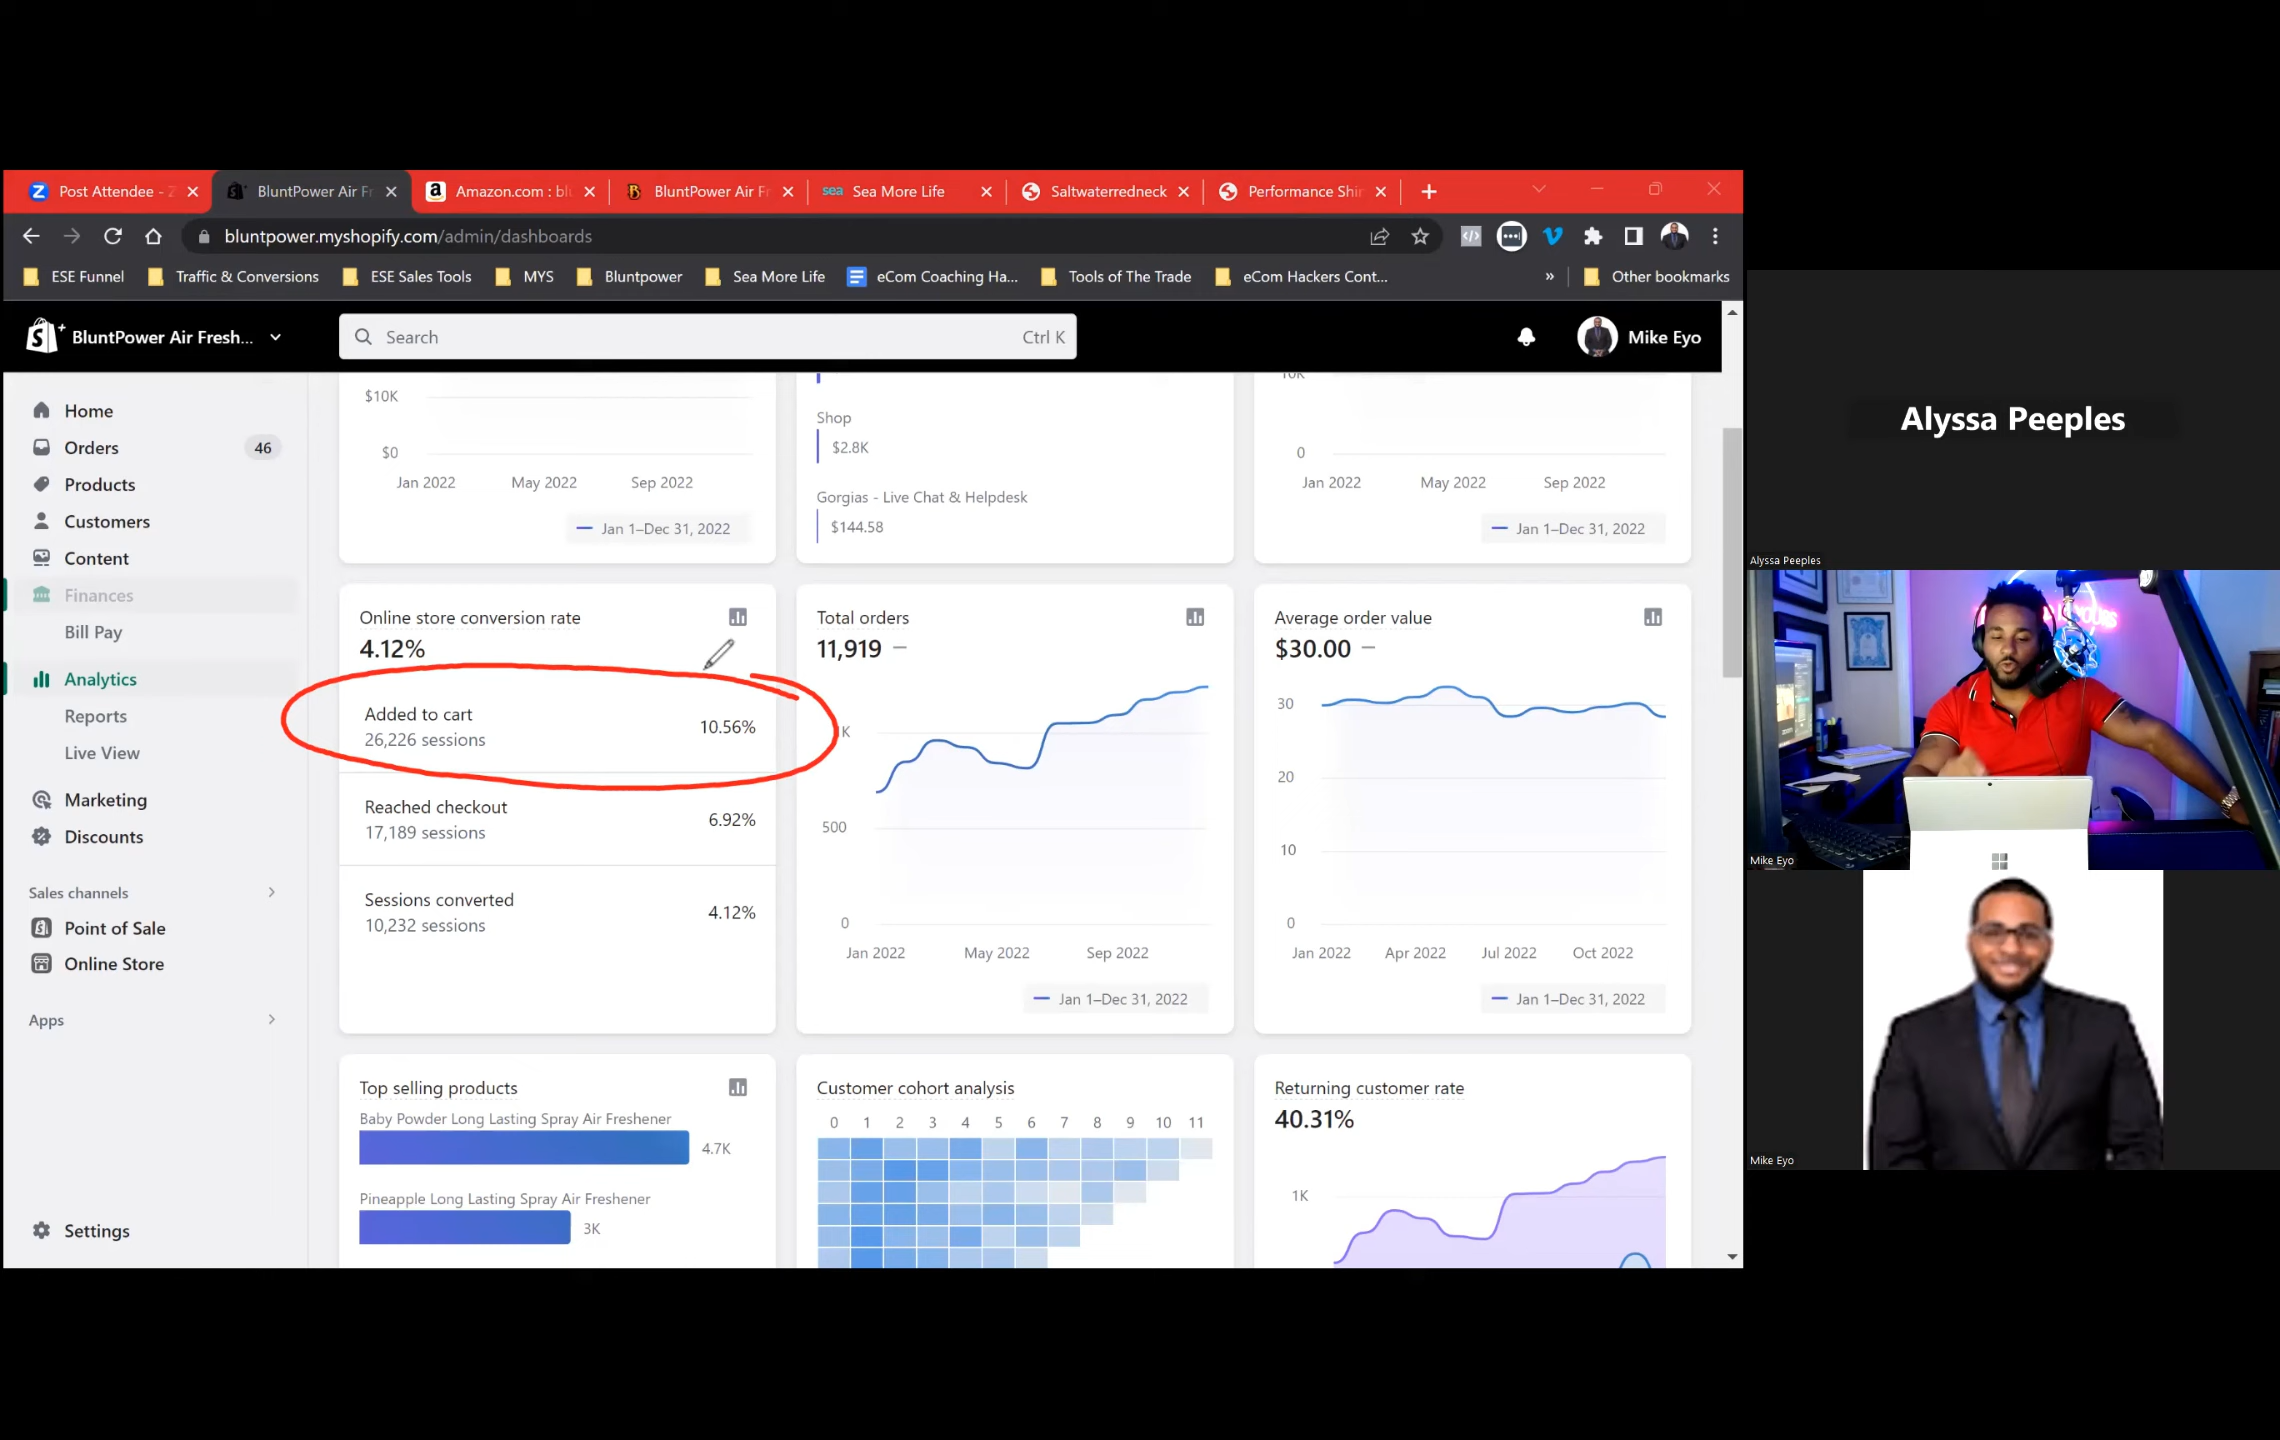 Post Attendee - Z
BluntPower Air Fr
Amazon.com : bl
BluntPower Air Fr
sea Sea More Life
Saltwaterredneck
Performance Shir
bluntpower.myshopify.com/admin/dashboards
ESE Funnel
Traffic & Conversions
ESE Sales Tools
MYS
Bluntpower
Sea More Life
eCom Coaching Ha...
Tools of The Trade
eCom Hackers Cont...
»
Other bookmarks
BluntPower Air Fresh...
Search
Ctrl K
Mike Eyo
Home
Orders 46
Products
Customers
Content
Finances
Bill Pay
Analytics
Reports
Live View
Marketing
Discounts
Sales channels
Point of Sale
Online Store
Apps
Settings
$10K
$0
Jan 2022 May 2022 Sep 2022
Jan 1–Dec 31, 2022
Shop
$2.8K
Gorgias - Live Chat & Helpdesk
$144.58
10K
0
Jan 2022 May 2022 Sep 2022
Jan 1–Dec 31, 2022
Online store conversion rate
4.12%
Added to cart
26,226 sessions
10.56%
Reached checkout
17,189 sessions
6.92%
Sessions converted
10,232 sessions
4.12%
Total orders
11,919 –
K
500
0
Jan 2022 May 2022 Sep 2022
Jan 1–Dec 31, 2022
Average order value
$30.00 –
30
20
10
0
Jan 2022 Apr 2022 Jul 2022 Oct 2022
Jan 1–Dec 31, 2022
Top selling products
Baby Powder Long Lasting Spray Air Freshener
4.7K
Pineapple Long Lasting Spray Air Freshener
3K
Customer cohort analysis
0 1 2 3 4 5 6 7 8 9 10 11
Returning customer rate
40.31%
1K
Alyssa Peeples
Alyssa Peeples
Mike Eyo
Mike Eyo